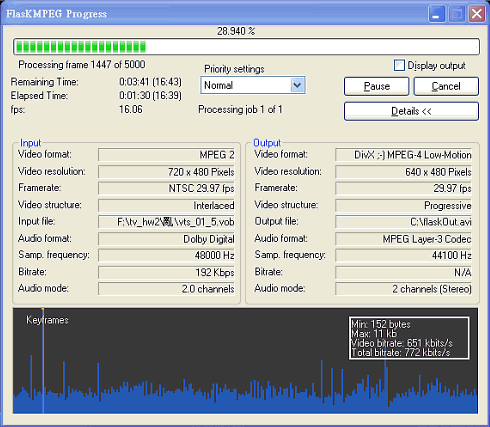 FlasKMPEG Progress
28.940 %
Processing frame 1447 of 5000
Display output
Remaining Time: 0:03:41 (16:43)
Priority settings
Elapsed Time: 0:01:30 (16:39)
Normal
Pause
Cancel
fps: 16.06
Processing job 1 of 1
Details <<
Input
Video format: MPEG 2
Video resolution: 720 x 480 Pixels
Framerate: NTSC 29.97 fps
Video structure: Interlaced
Input file: F:\tv_hw2\亂\vts_01_5.vob
Audio format: Dolby Digital
Samp. frequency: 48000 Hz
Bitrate: 192 Kbps
Audio mode: 2.0 channels
Output
Video format: DivX ;-) MPEG-4 Low-Motion
Video resolution: 640 x 480 Pixels
Framerate: 29.97 fps
Video structure: Progressive
Output file: C:\flaskOut.avi
Audio format: MPEG Layer-3 Codec
Samp. frequency: 44100 Hz
Bitrate: N/A
Audio mode: 2 channels (Stereo)
Keyframes
Min: 152 bytes
Max: 11 kb
Video bitrate: 651 kbits/s
Total bitrate: 772 kbits/s